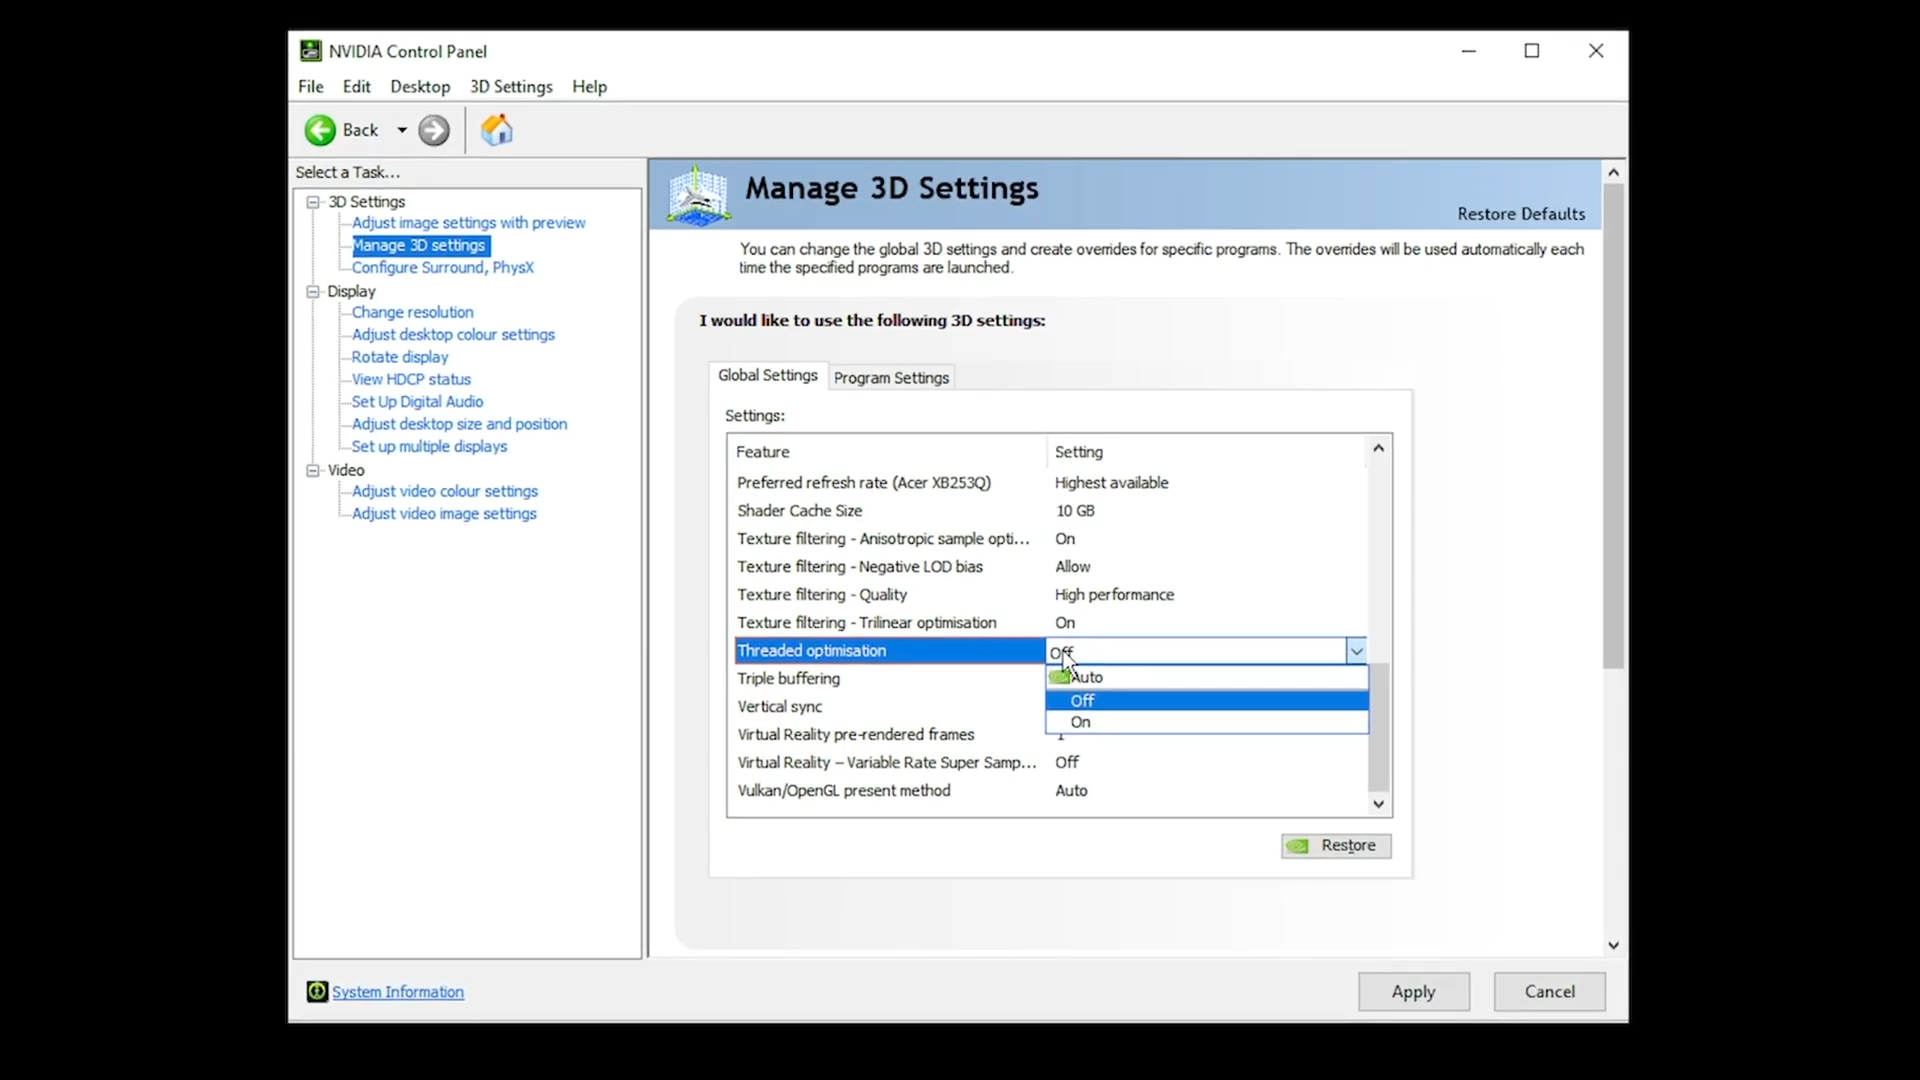 NVIDIA Control Panel
File Edit Desktop 3D Settings Help
Back
Select a Task...
3D Settings
Adjust image settings with preview
Manage 3D settings
Configure Surround, PhysX
Display
Change resolution
Adjust desktop colour settings
Rotate display
View HDCP status
Set Up Digital Audio
Adjust desktop size and position
Set up multiple displays
Video
Adjust video colour settings
Adjust video image settings
System Information
Manage 3D Settings
Restore Defaults
You can change the global 3D settings and create overrides for specific programs. The overrides will be used automatically each
time the specified programs are launched.
I would like to use the following 3D settings:
Global Settings Program Settings
Settings:
Feature Setting
Preferred refresh rate (Acer XB253Q) Highest available
Shader Cache Size 10 GB
Texture filtering - Anisotropic sample opti... On
Texture filtering - Negative LOD bias Allow
Texture filtering - Quality High performance
Texture filtering - Trilinear optimisation On
Threaded optimisation Off
Auto
Off
On
Triple buffering
Vertical sync
Virtual Reality pre-rendered frames
Virtual Reality – Variable Rate Super Samp... Off
Vulkan/OpenGL present method Auto
Restore
Apply Cancel